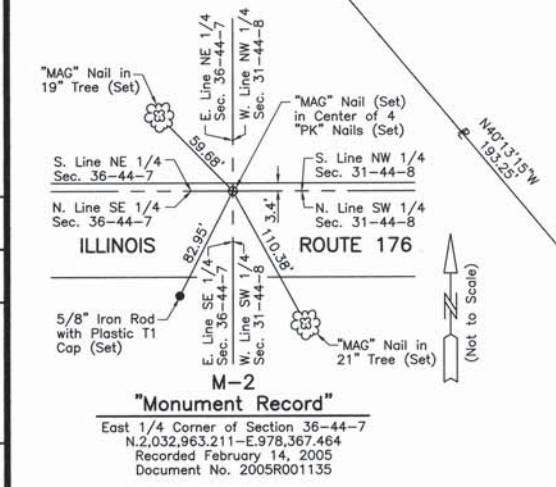 E. Line NE 1/4
Sec. 36-44-7
W. Line NW 1/4
Sec. 31-44-8
"MAG" Nail in
19" Tree (Set)
"MAG" Nail (Set)
in Center of 4
"PK" Nails (Set)
N40°13'15"W
193.25'
59.68'
S. Line NE 1/4
Sec. 36-44-7
S. Line NW 1/4
Sec. 31-44-8
N. Line SE 1/4
Sec. 36-44-7
3.4'
N. Line SW 1/4
Sec. 31-44-8
ILLINOIS
ROUTE 176
82.95'
110.38'
E. Line SE 1/4
Sec. 36-44-7
W. Line SW 1/4
Sec. 31-44-8
N
(Not to Scale)
5/8" Iron Rod
with Plastic T1
Cap (Set)
"MAG" Nail in
21" Tree (Set)
M-2
"Monument Record"
East 1/4 Corner of Section 36-44-7
N.2,032,963.211-E.978,367.464
Recorded February 14, 2005
Document No. 2005R001135